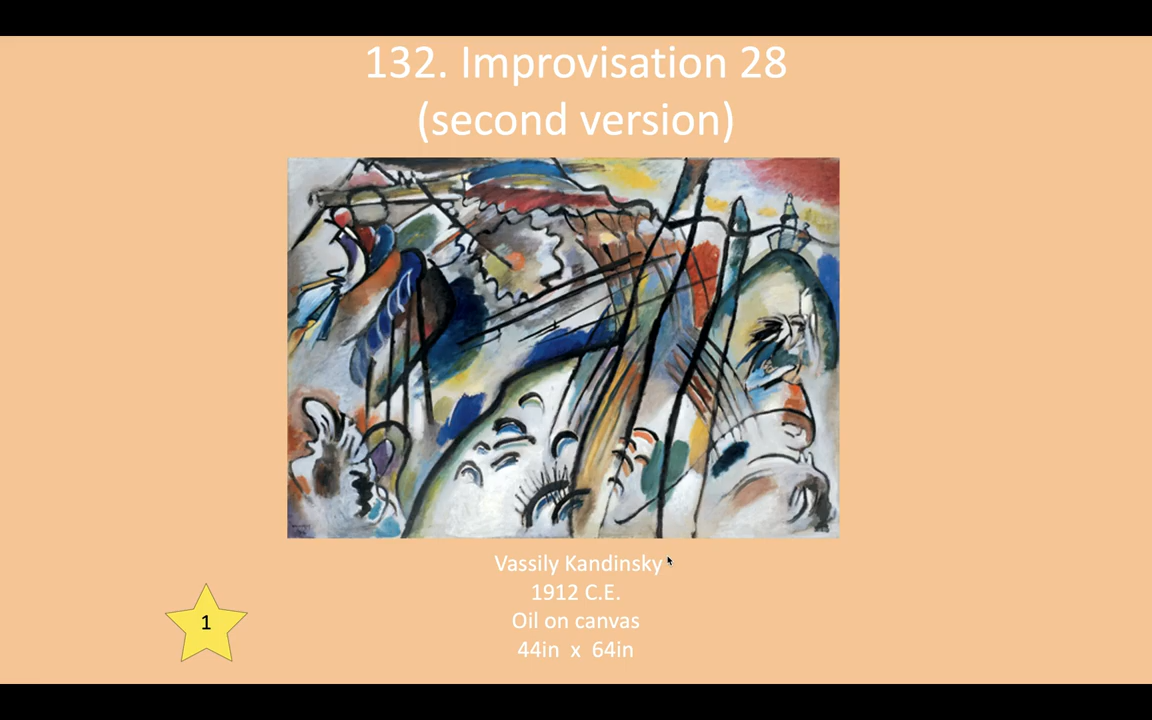 132. Improvisation 28
(second version)
Vassily Kandinsky
1912 C.E.
Oil on canvas
44in x 64in
1